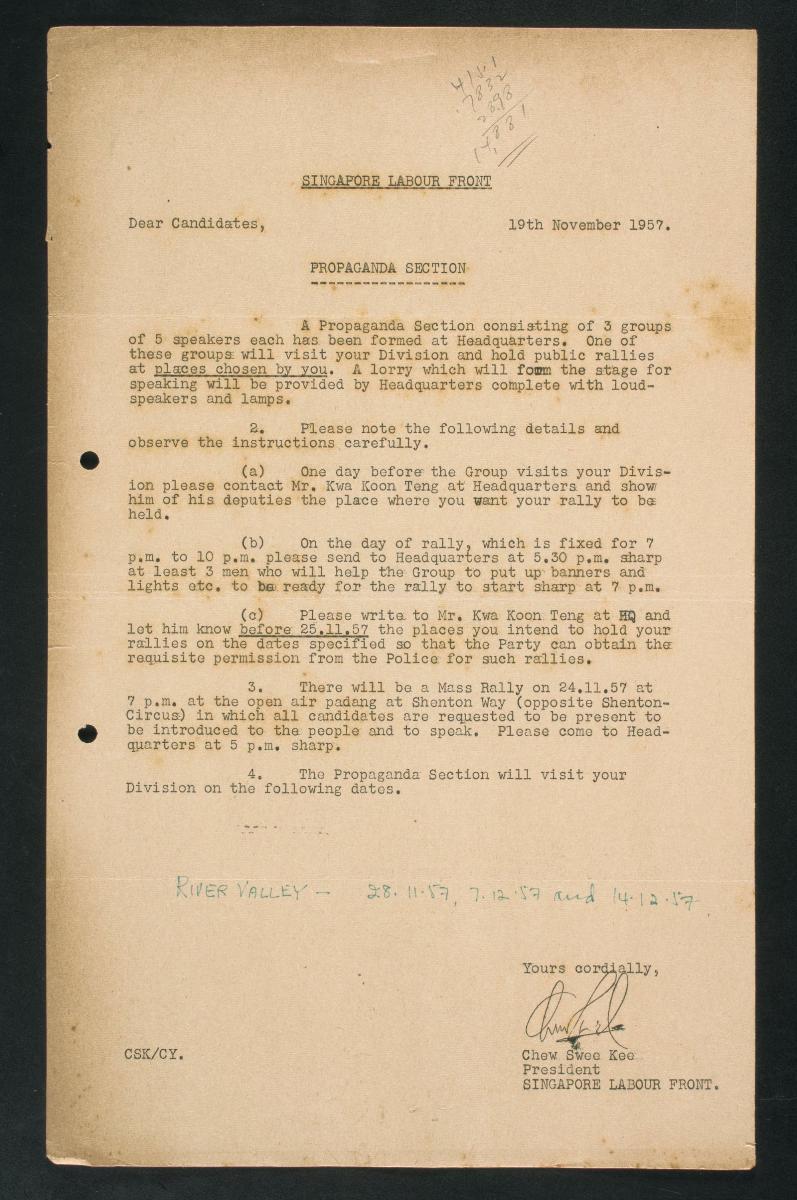 7832
14,881
SINGAPORE LABOUR FRONT
Dear Candidates, 19th November 1957.
PROPAGANDA SECTION
A Propaganda Section consisting of 3 groups
of 5 speakers each has been formed at Headquarters. One of
these groups will visit your Division and hold public rallies
at places chosen by you. A lorry which will form the stage for
speaking will be provided by Headquarters complete with loud-
speakers and lamps.
2. Please note the following details and
observe the instructions carefully.
(a) One day before the Group visits your Divis-
ion please contact Mr. Kwa Koon Teng at Headquarters and show
him of his deputies the place where you want your rally to be
held.
(b) On the day of rally, which is fixed for 7
p.m. to 10 p.m. please send to Headquarters at 5.30 p.m. sharp
at least 3 men who will help the Group to put up banners and
lights etc. to be ready for the rally to start sharp at 7 p.m.
(c) Please write to Mr. Kwa Koon Teng at HQ and
let him know before 25.11.57 the places you intend to hold your
rallies on the dates specified so that the Party can obtain the
requisite permission from the Police for such rallies.
3. There will be a Mass Rally on 24.11.57 at
7 p.m. at the open air padang at Shenton Way (opposite Shenton-
Circus) in which all candidates are requested to be present to
be introduced to the people and to speak. Please come to Head-
quarters at 5 p.m. sharp.
4. The Propaganda Section will visit your
Division on the following dates.
RIVER VALLEY - 28.11.57, 7.12.57 and 14.12.57
Yours cordially,
CSK/CY.
Chew Swee Kee
President
SINGAPORE LABOUR FRONT.